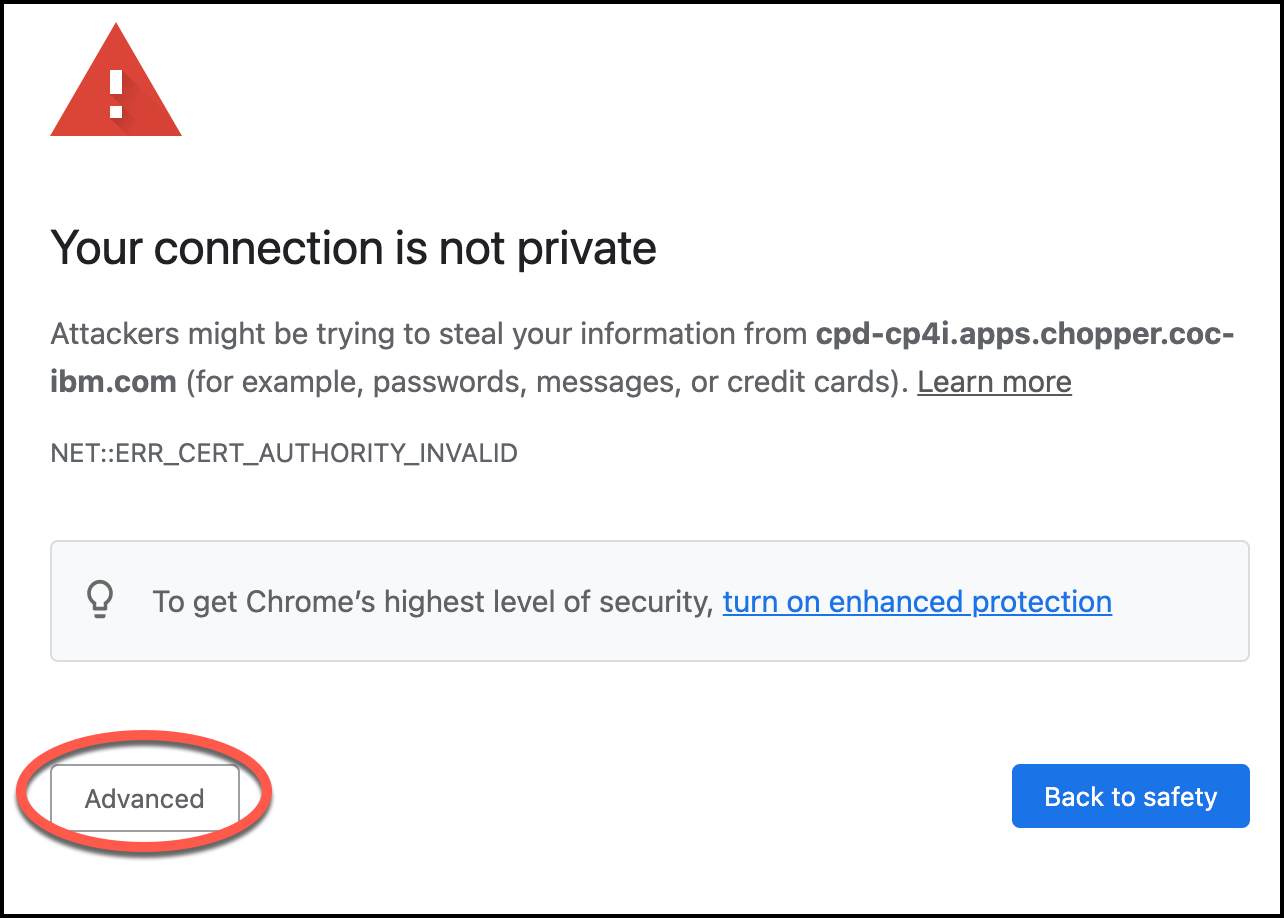 Your connection is not private
Attackers might be trying to steal your information from cpd-cp4i.apps.chopper.coc-
ibm.com (for example, passwords, messages, or credit cards). Learn more
NET::ERR_CERT_AUTHORITY_INVALID
To get Chrome’s highest level of security, turn on enhanced protection
Advanced
Back to safety